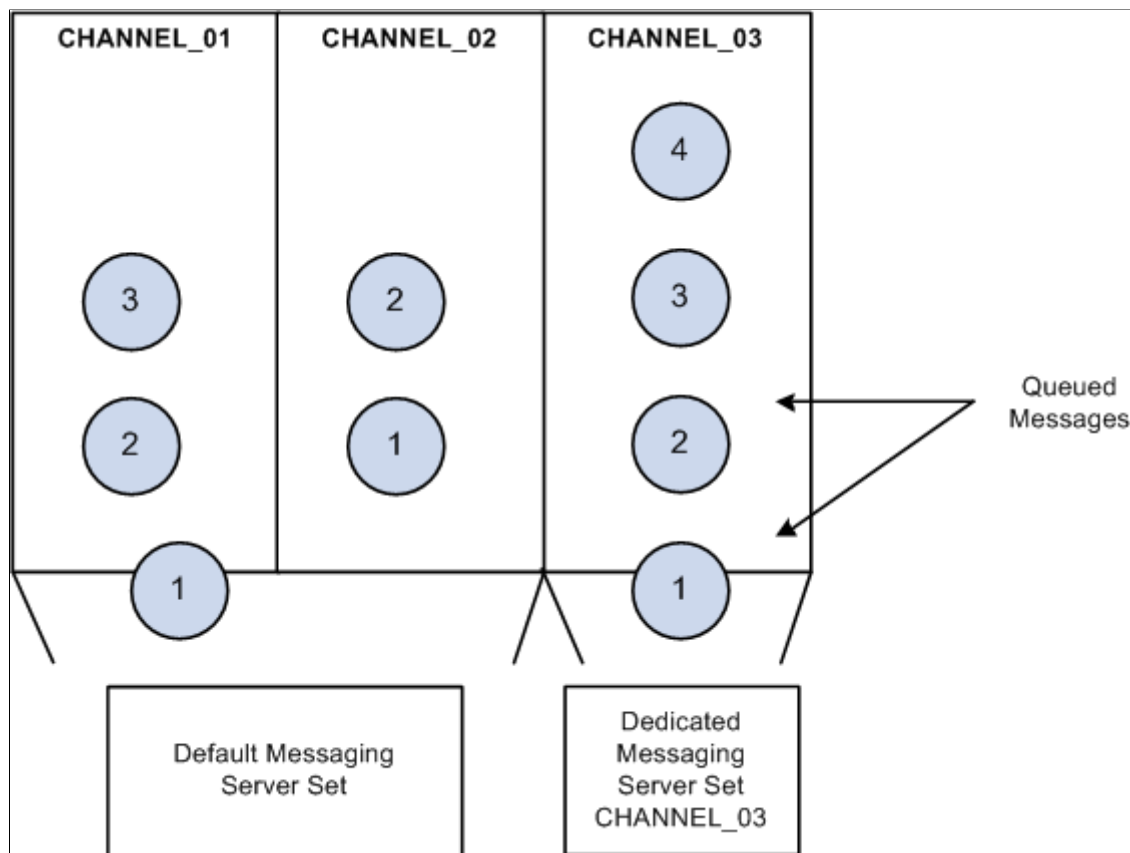 CHANNEL_01
CHANNEL_02
CHANNEL_03
4
3
2
3
2
1
2
1
1
Queued
Messages
Default Messaging
Server Set
Dedicated
Messaging
Server Set
CHANNEL_03